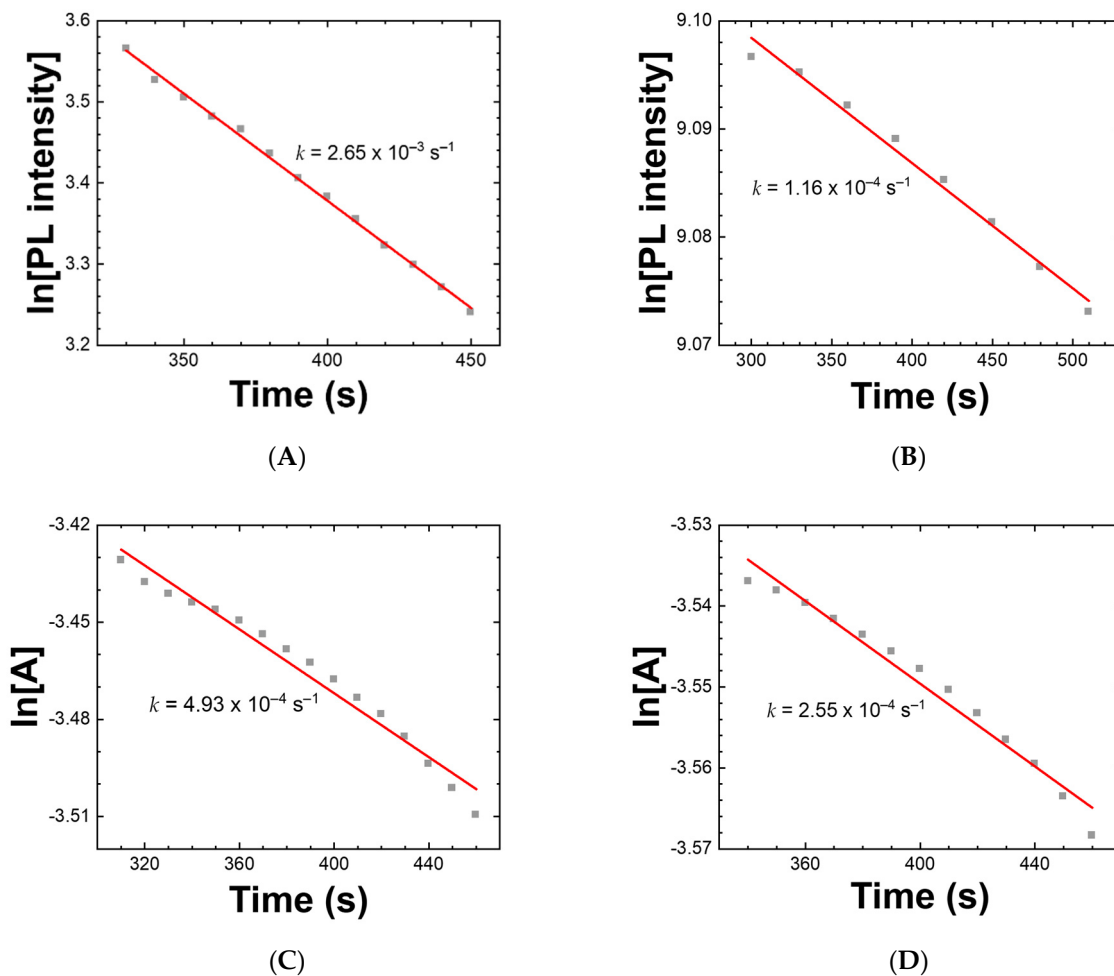 3.6
3.5
3.4
3.3
3.2
350
400
450
ln[PL intensity]
Time (s)
k = 2.65 x 10⁻³ s⁻¹
(A)
9.10
9.09
9.08
9.07
300
350
400
450
500
ln[PL intensity]
Time (s)
k = 1.16 x 10⁻⁴ s⁻¹
(B)
-3.42
-3.45
-3.48
-3.51
320
360
400
440
ln[A]
Time (s)
k = 4.93 x 10⁻⁴ s⁻¹
(C)
-3.53
-3.54
-3.55
-3.56
-3.57
360
400
440
ln[A]
Time (s)
k = 2.55 x 10⁻⁴ s⁻¹
(D)